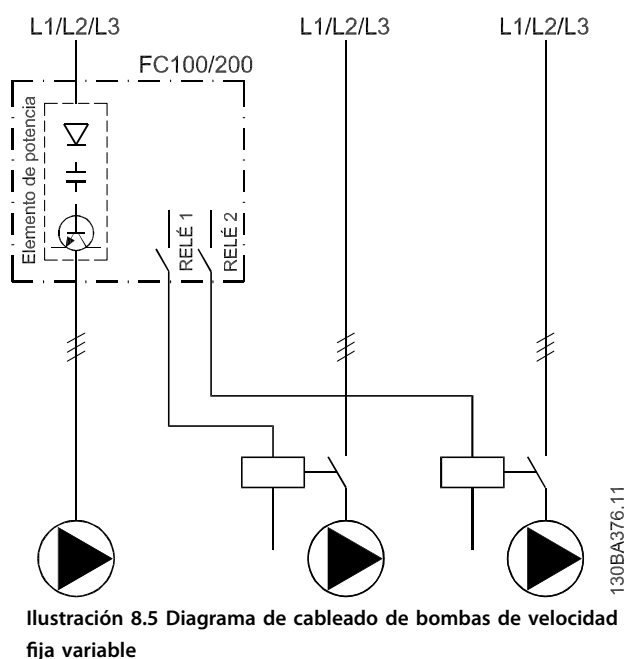 L1/L2/L3
L1/L2/L3
L1/L2/L3
FC100/200
Elemento de potencia
RELÉ 1
RELÉ 2
130BA376.11
Ilustración 8.5 Diagrama de cableado de bombas de velocidad
fija variable